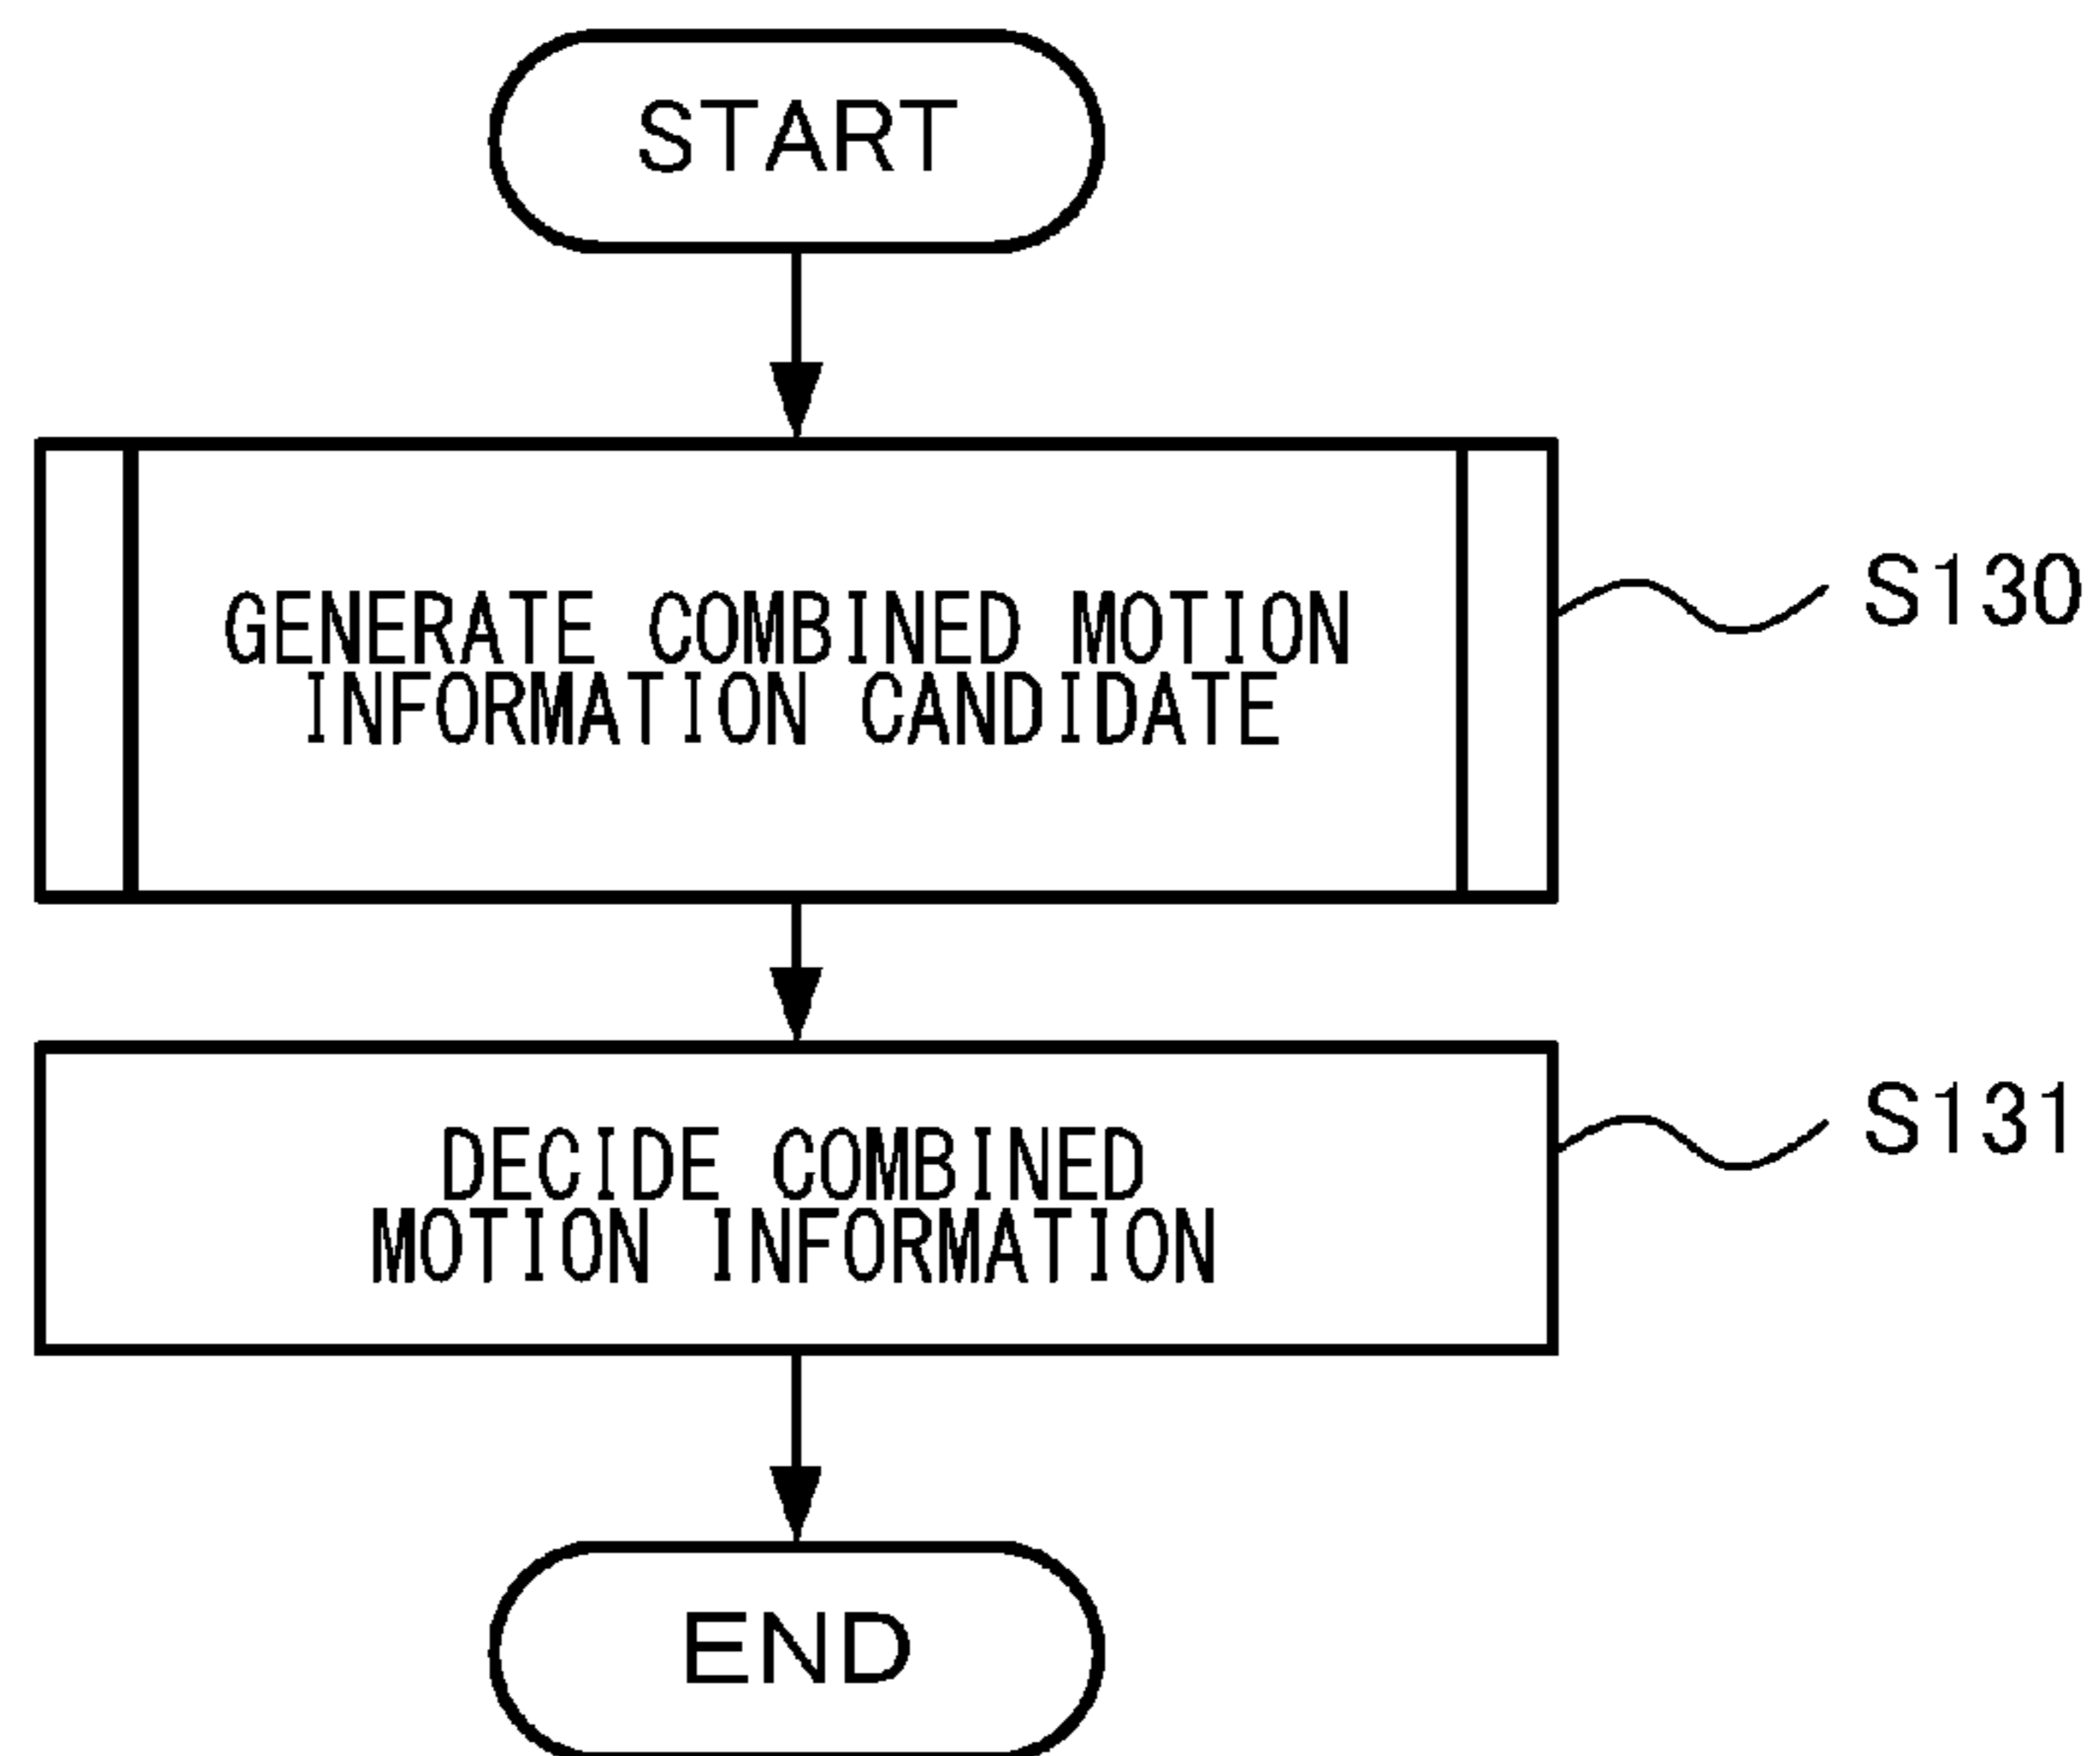 START
GENERATE COMBINED MOTION
INFORMATION CANDIDATE
S130
DECIDE COMBINED
MOTION INFORMATION
S131
END